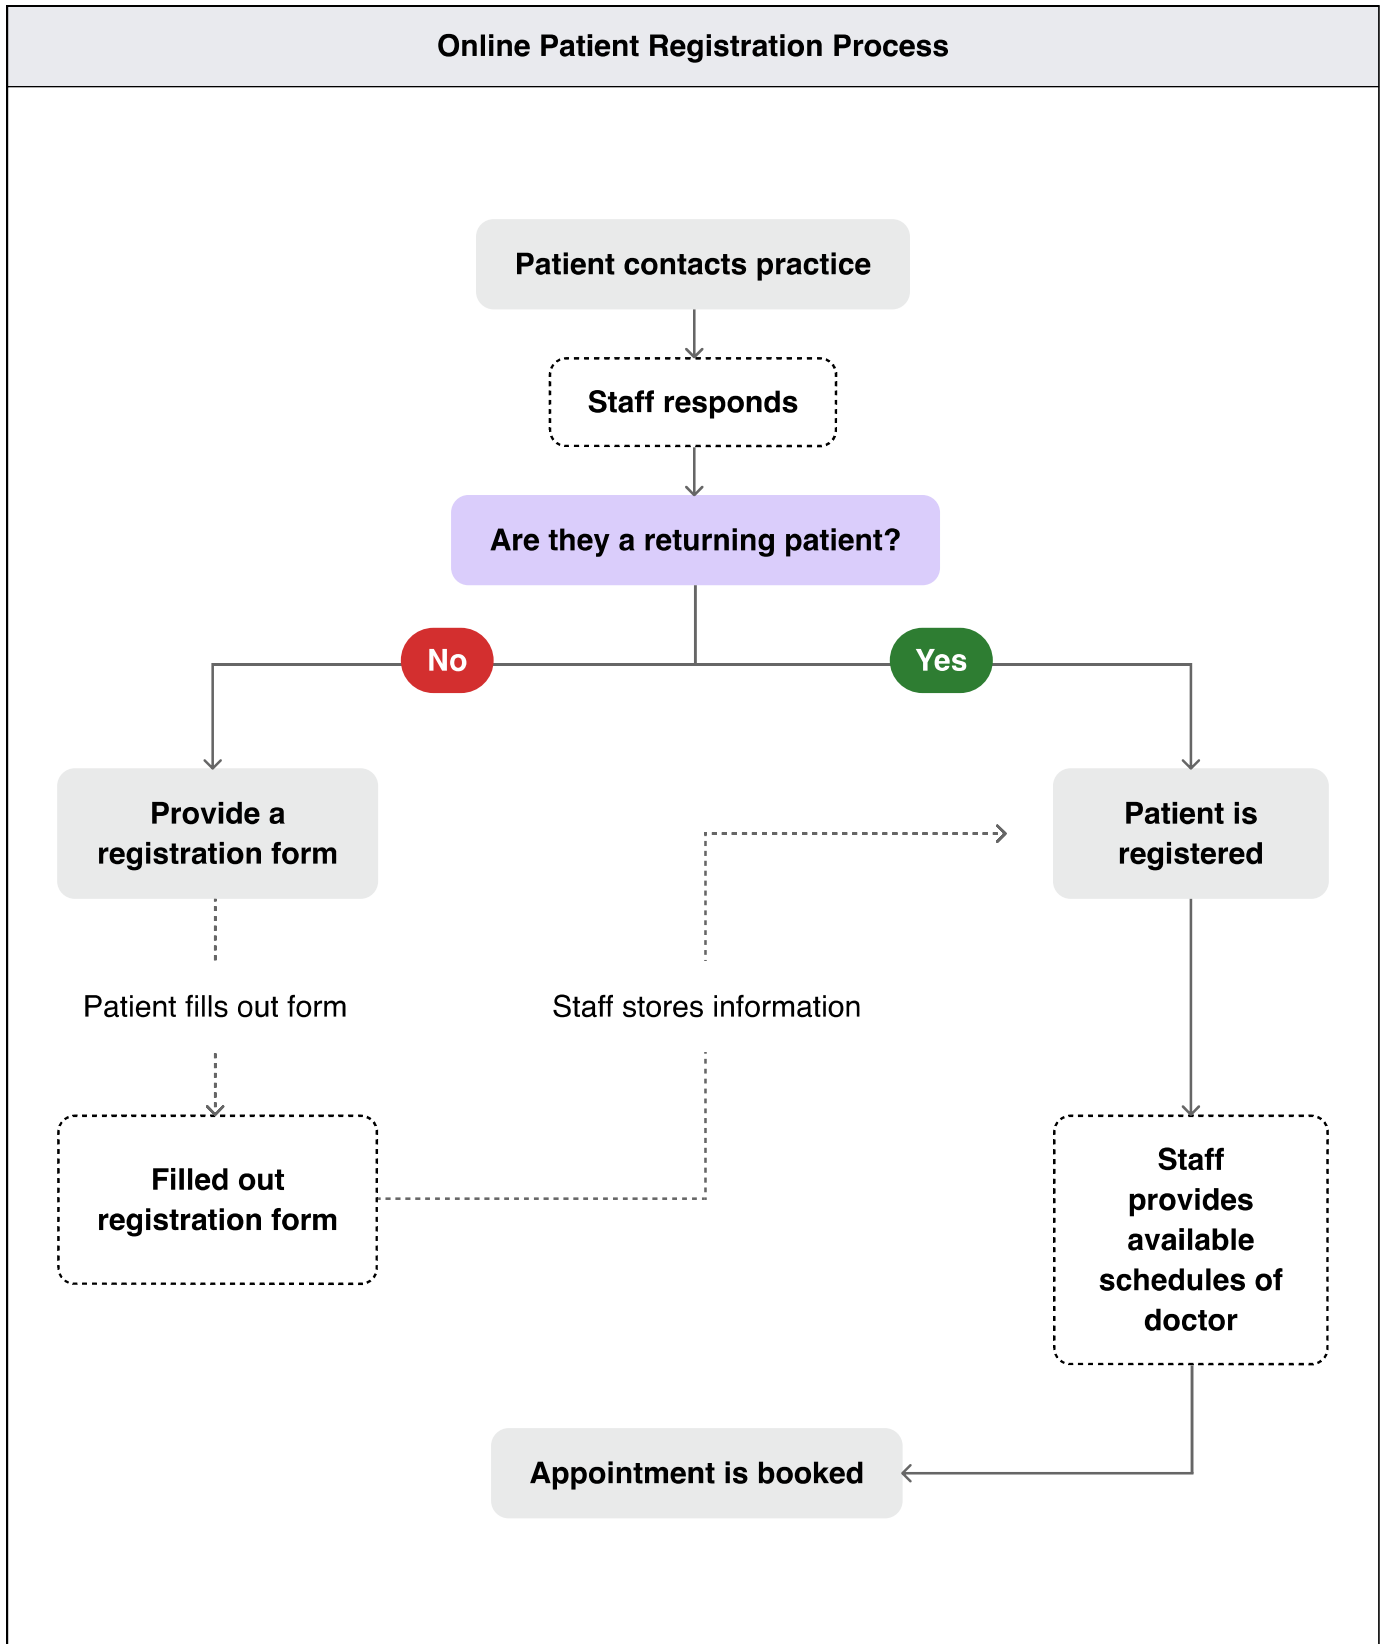 Online Patient Registration Process
Patient contacts practice
Staff responds
Are they a returning patient?
No
Yes
Provide a
registration form
Patient is
registered
Patient fills out form
Staff stores information
Filled out
registration form
Staff
provides
available
schedules of
doctor
Appointment is booked